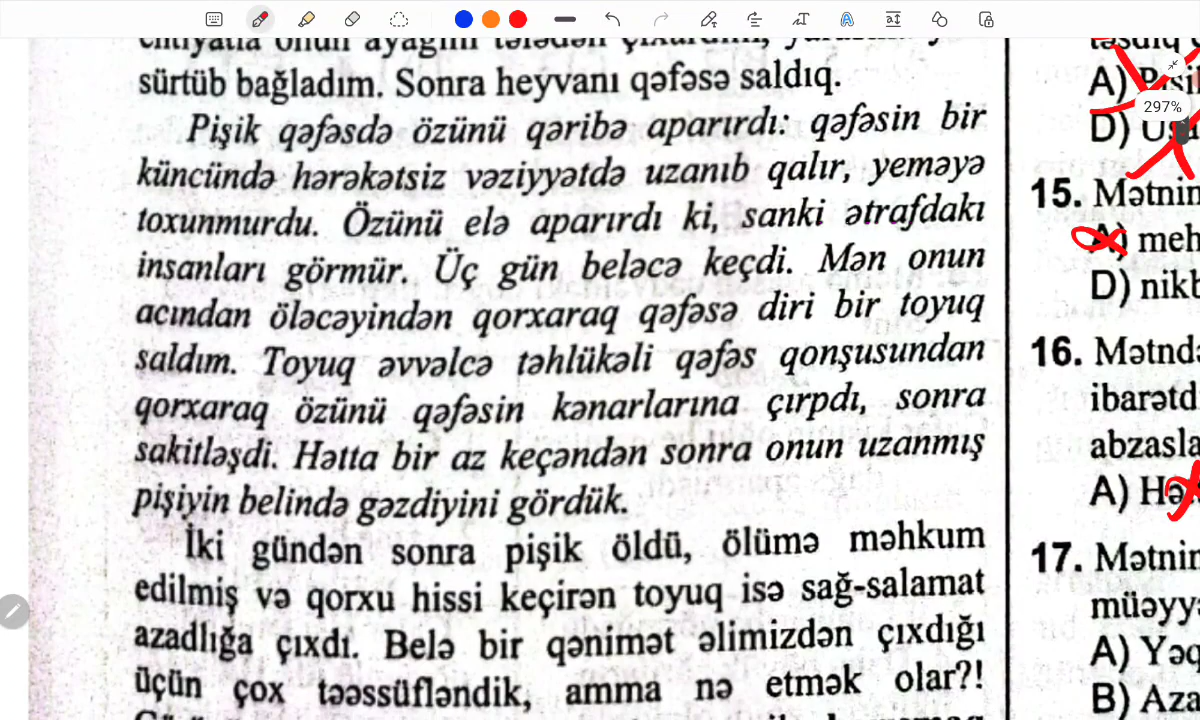 297%
sürtüb bağladım. Sonra heyvanı qəfəsə saldıq.
Pişik qəfəsdə özünü qəribə aparırdı: qəfəsin bir
küncündə hərəkətsiz vəziyyətdə uzanıb qalır, yeməyə
toxunmurdu. Özünü elə aparırdı ki, sanki ətrafdakı
insanları görmür. Üç gün beləcə keçdi. Mən onun
acından öləcəyindən qorxaraq qəfəsə diri bir toyuq
saldım. Toyuq əvvəlcə təhlükəli qəfəs qonşusundan
qorxaraq özünü qəfəsin kənarlarına çırpdı, sonra
sakitləşdi. Hətta bir az keçəndən sonra onun uzanmış
pişiyin belində gəzdiyini gördük.
İki gündən sonra pişik öldü, ölümə məhkum
edilmiş və qorxu hissi keçirən toyuq isə sağ-salamat
azadlığa çıxdı. Belə bir qənimət əlimizdən çıxdığı
üçün çox təəssüfləndik, amma nə etmək olar?!
A)
D)
15. Mətnin
A) meh
D) nikb
16. Mətndə
ibarətd
abzasla
A) Hə
17. Mətnin
müəyyə
A) Yəq
B) Aza